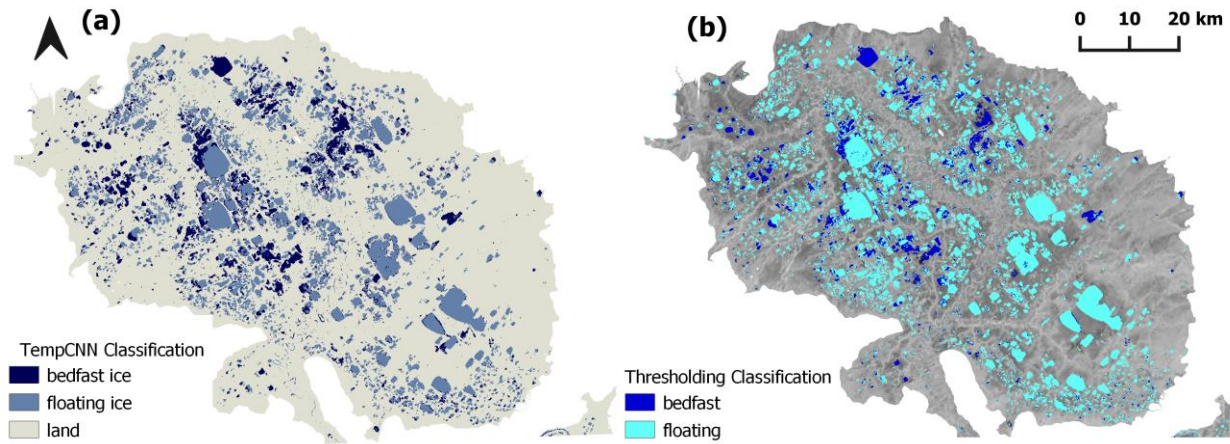 (a)
(b)
0 10 20 km
TempCNN Classification
bedfast ice
floating ice
land
Thresholding Classification
bedfast
floating